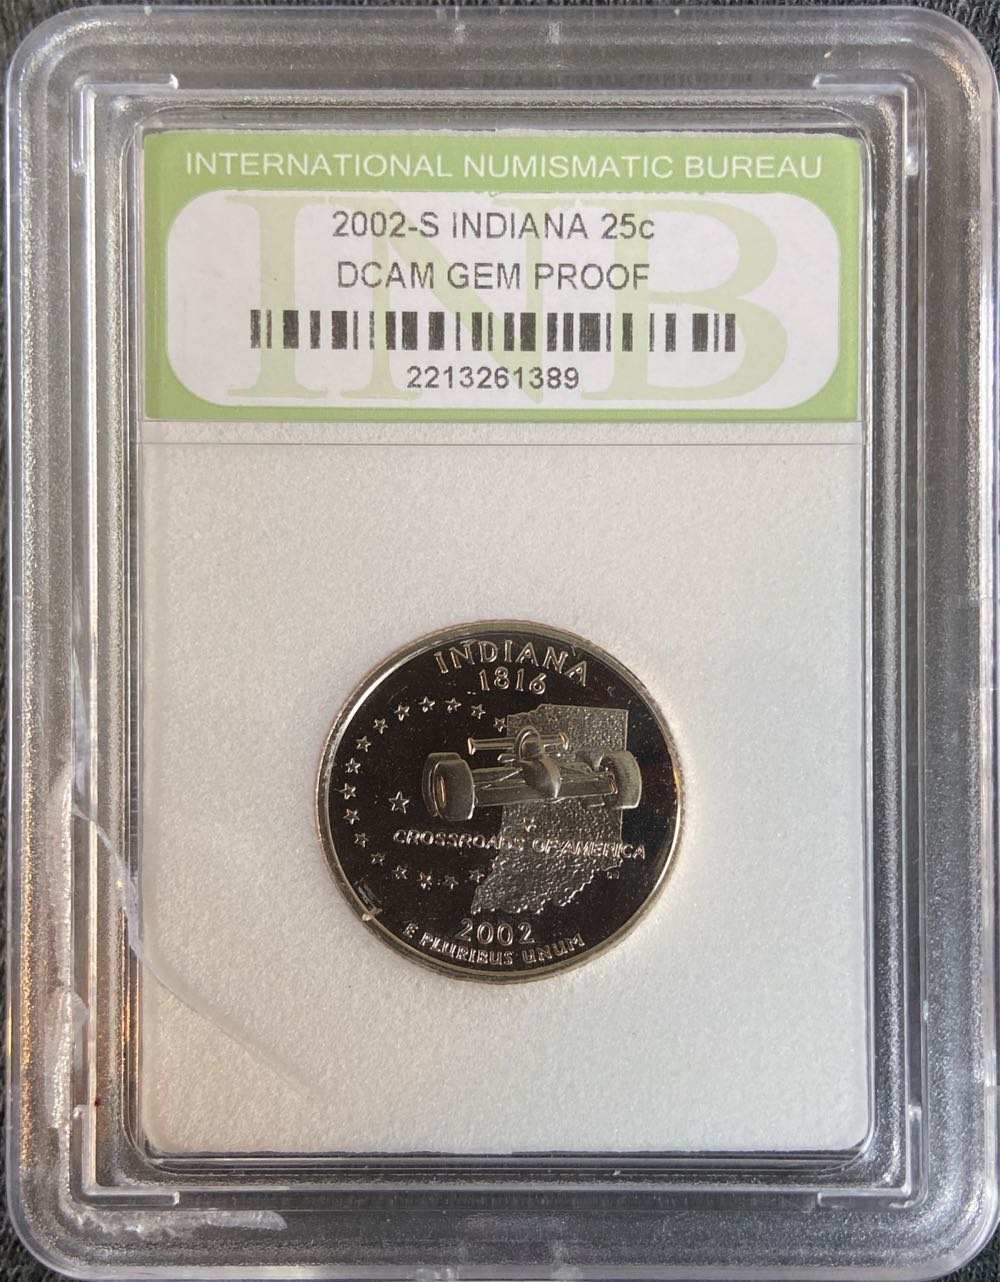 INTERNATIONAL NUMISMATIC BUREAU
INB
2002-S INDIANA 25c
DCAM GEM PROOF
2213261389
INDIANA
1816
CROSSROADS OF AMERICA
2002
E PLURIBUS UNUM